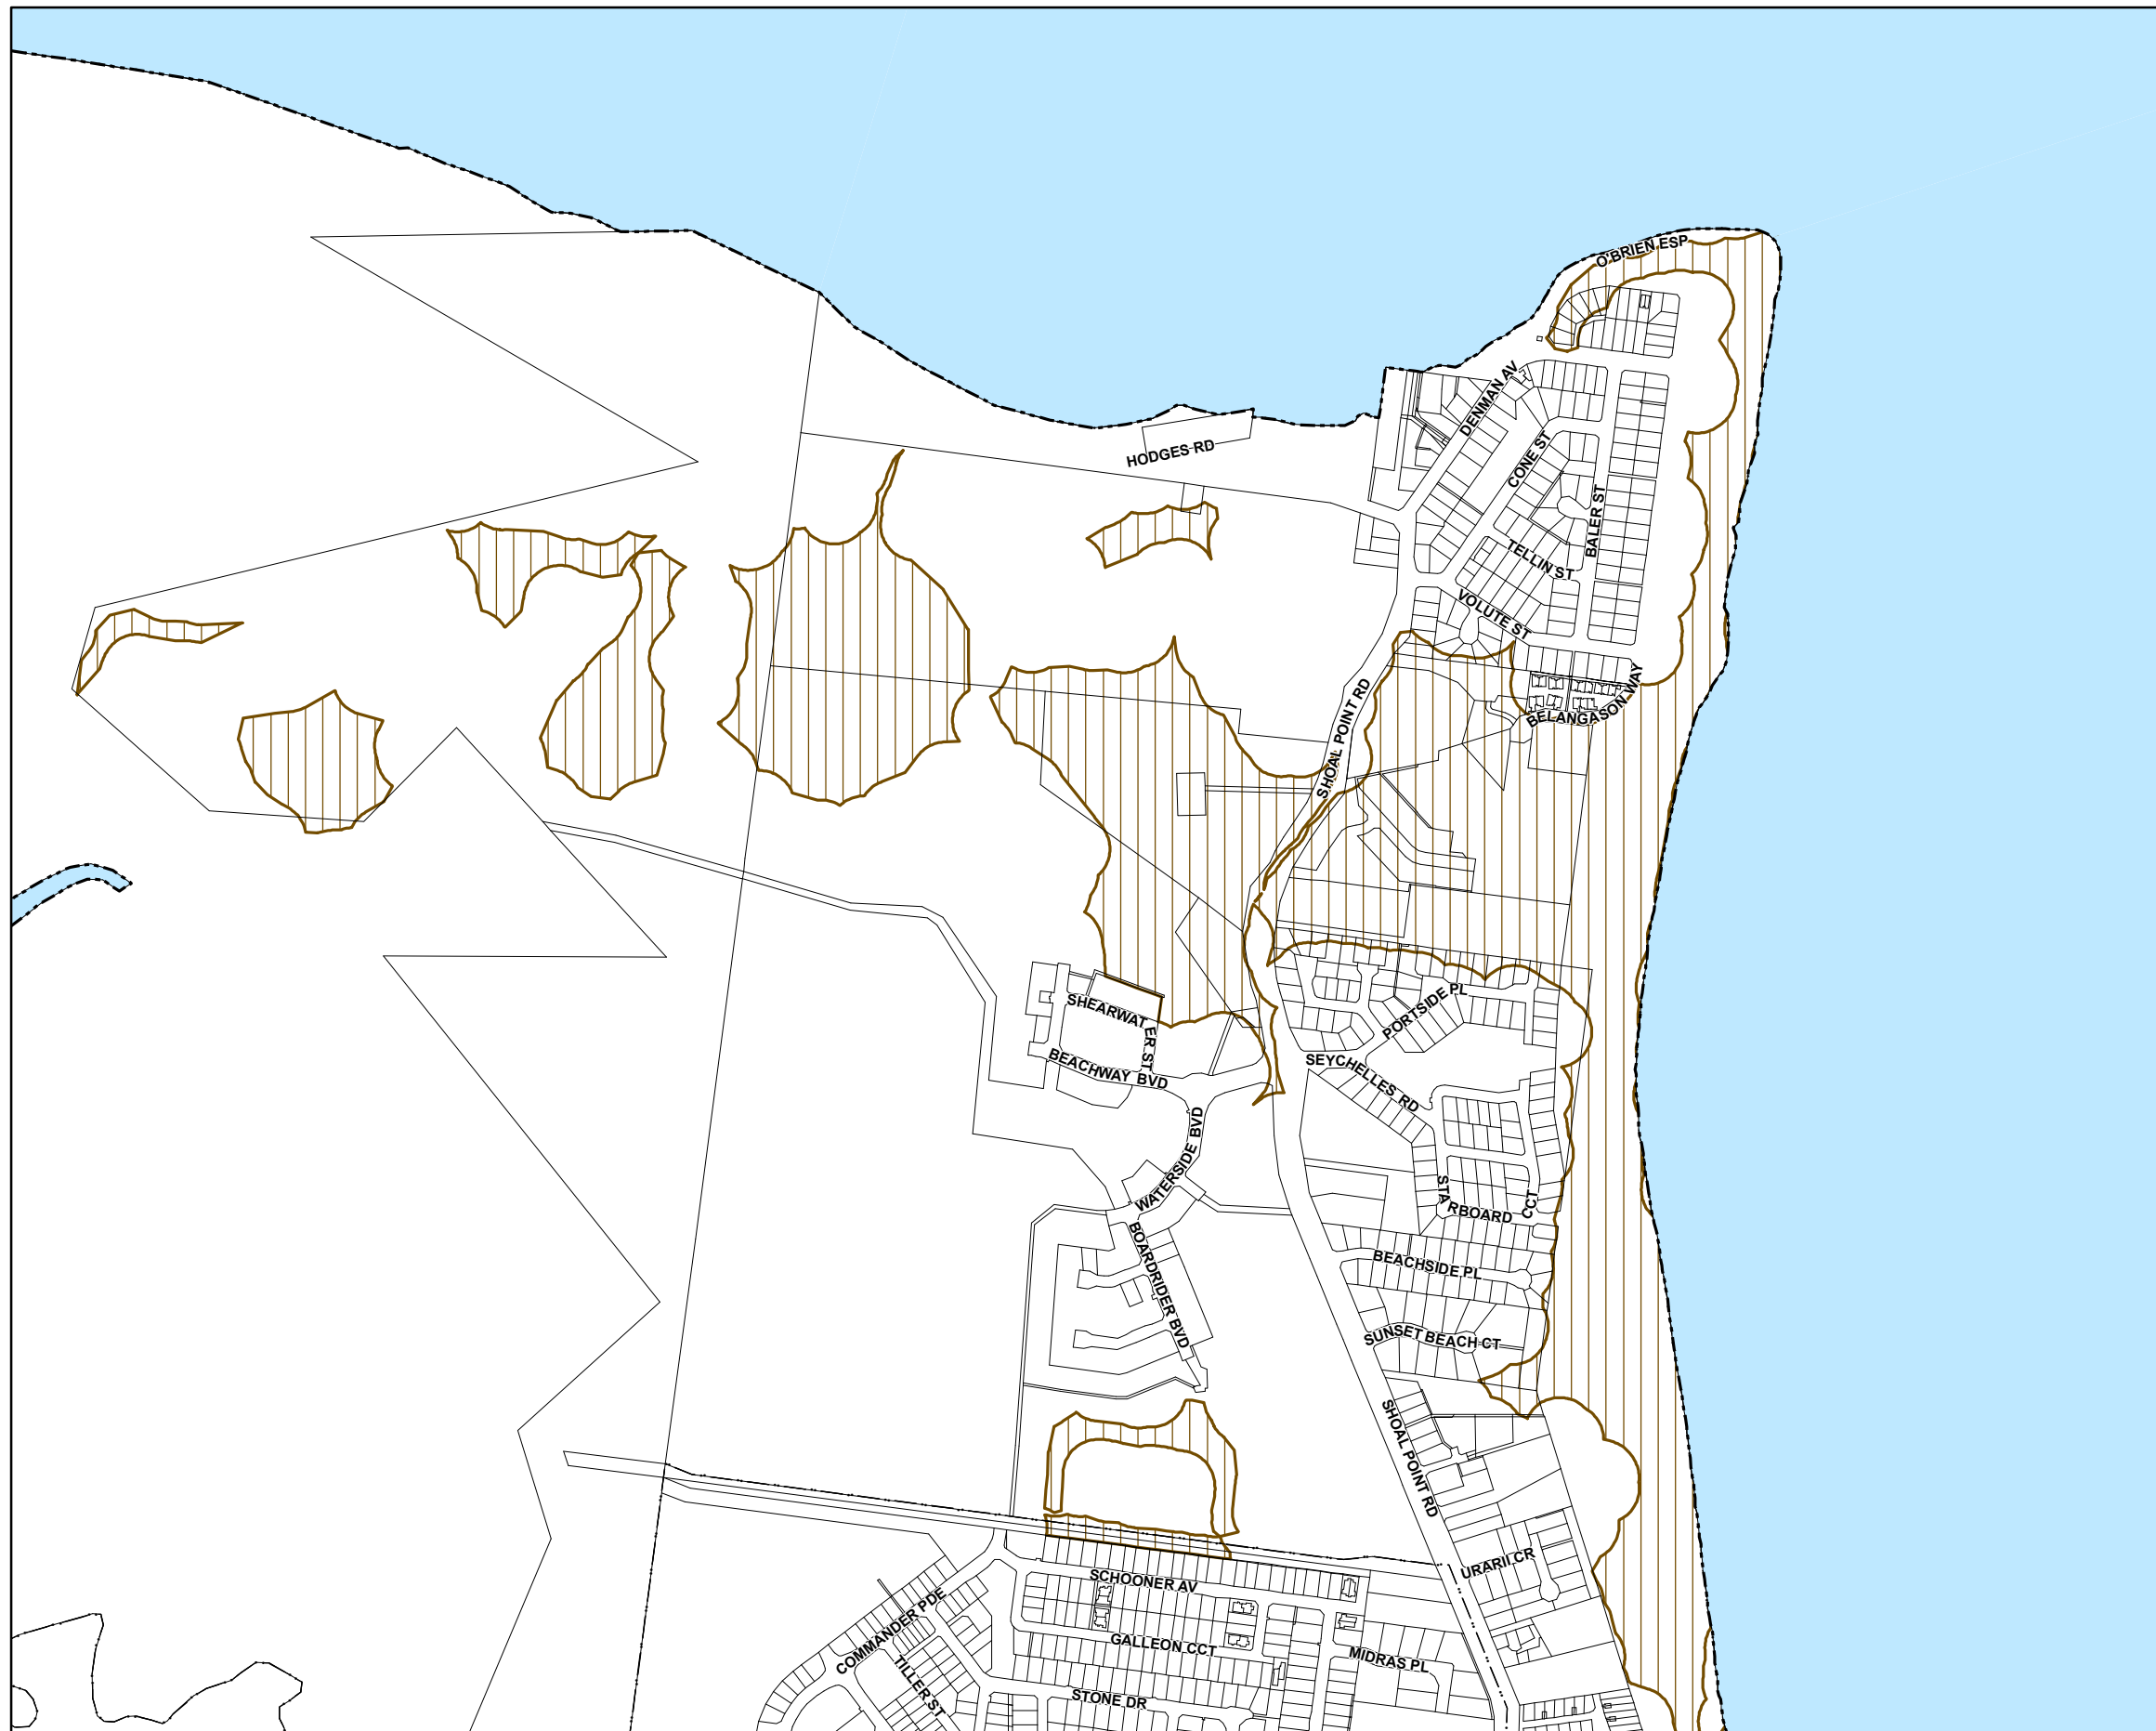 O'BRIEN ESP
DENMAN AV
HODGES RD
CONE ST
BALER ST
TELLIN ST
VOLUTE ST
BELANGASON WAY
SHOAL POINT RD
SHEARWATER ST
PORTSIDE PL
BEACHWAY BVD
SEYCHELLES RD
WATERSIDE BVD
STARBOARD CCT
BOARDRIDER BVD
BEACHSIDE PL
SUNSET BEACH CT
SHOAL POINT RD
URARII CR
SCHOONER AV
COMMANDER PDE
GALLEON CCT
MIDRAS PL
TILLER ST
STONE DR